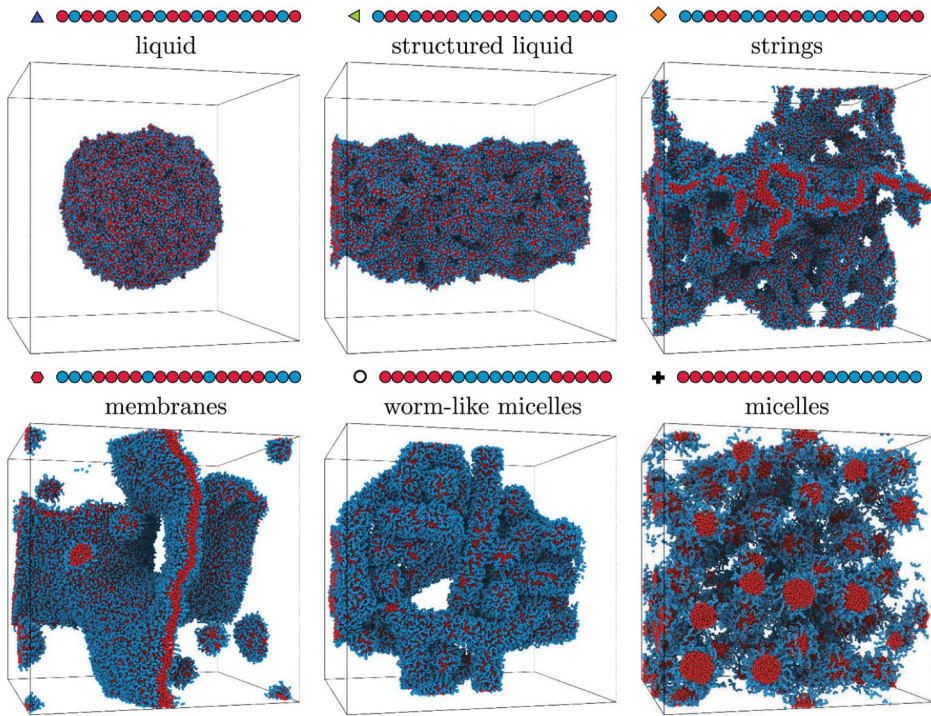 liquid
structured liquid
strings
membranes
worm-like micelles
micelles